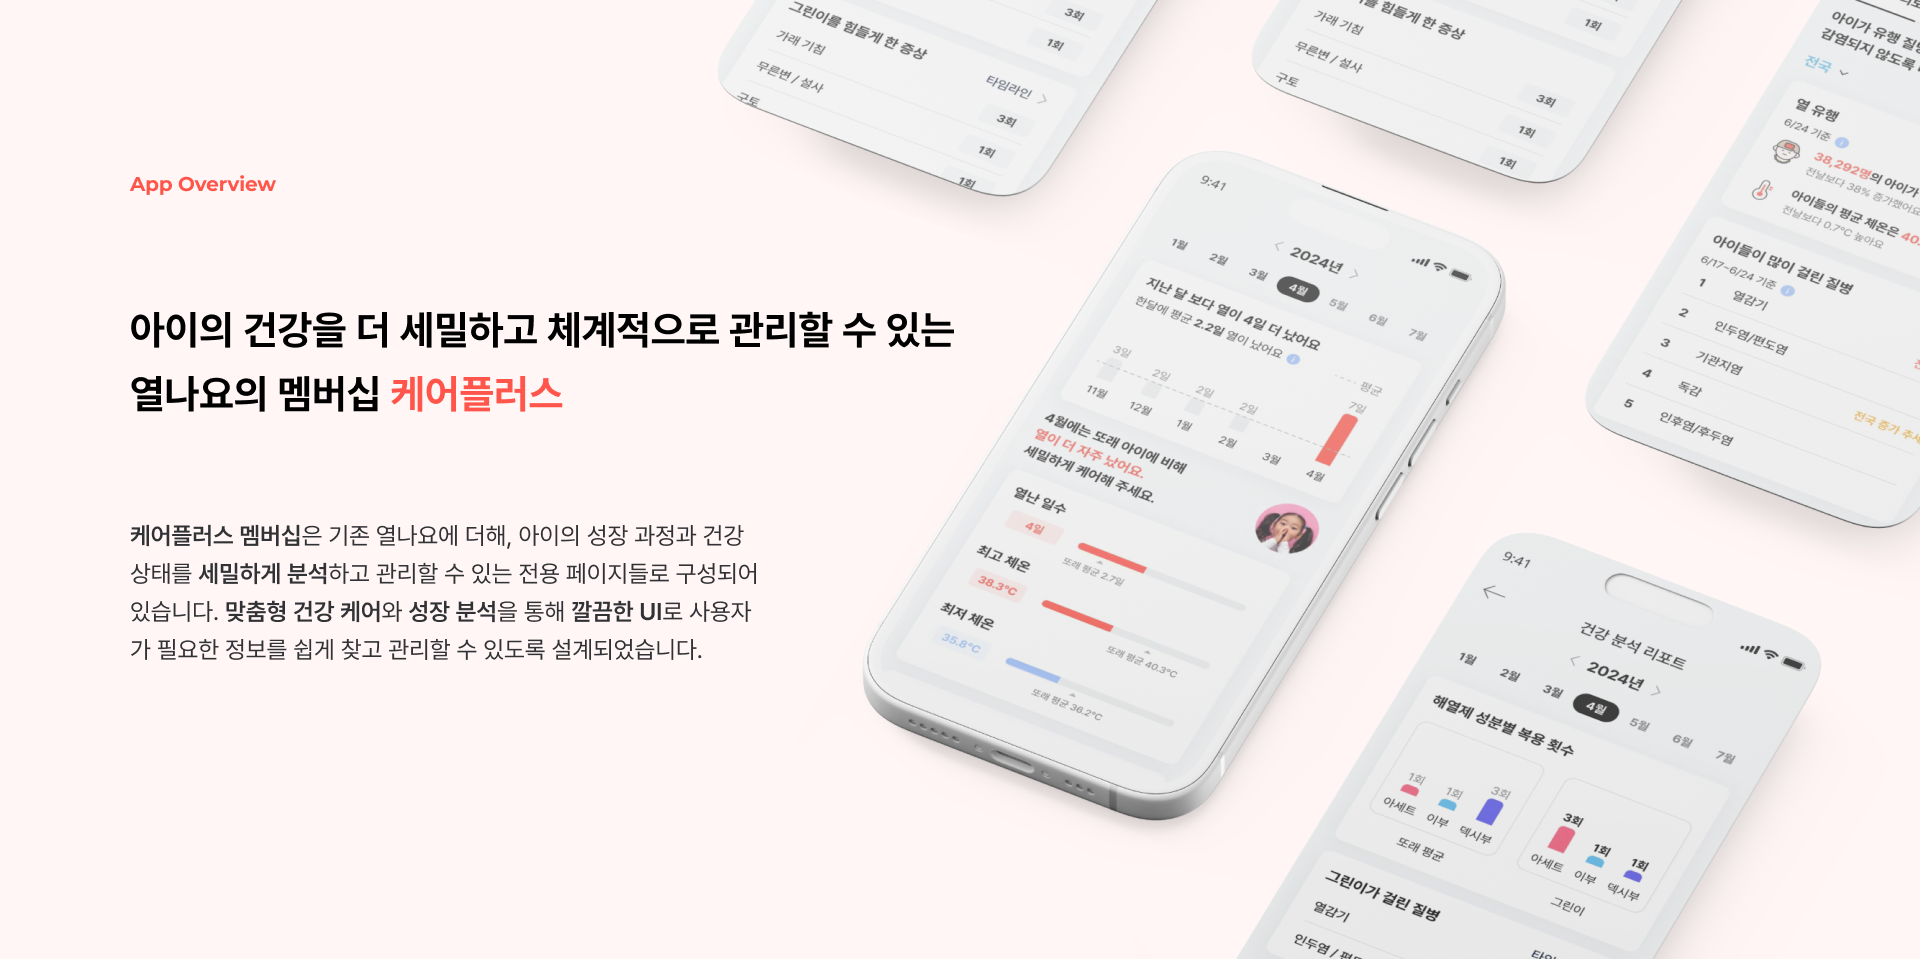 App Overview
아이의 건강을 더 세밀하고 체계적으로 관리할 수 있는
열나요의 멤버십 케어플러스
케어플러스 멤버십은 기존 열나요에 더해, 아이의 성장 과정과 건강
상태를 세밀하게 분석하고 관리할 수 있는 전용 페이지들로 구성되어
있습니다. 맞춤형 건강 케어와 성장 분석을 통해 깔끔한 UI로 사용자
가 필요한 정보를 쉽게 찾고 관리할 수 있도록 설계되었습니다.
3회
1회
그린이를 힘들게 한 증상
타임라인
가래 기침
3회
무른변 / 설사
1회
구토
1회
1회
힘들게 한 증상
가래 기침
3회
무른변 / 설사
1회
구토
1회
아이가 유행 질병
감염되지 않도록
전국
열 유행
6/24 기준
38,292명의 아이가
전날보다 38% 증가했어요
아이들의 평균 체온은 40.
전날보다 0.7°C 높아요
아이들이 많이 걸린 질병
6/17~6/24 기준
1 열감기
2 인두염/편도염
3 기관지염
4 독감
전국 증가 추세
5 인후염/후두염
9:41
2024년
1월 2월 3월 4월 5월 6월 7월
지난 달 보다 열이 4일 더 났어요
한달에 평균 2.2일 열이 났어요
평균
3일 2일 2일 2일 7일
11월 12월 1월 2월 3월 4월
4월에는 또래 아이에 비해
열이 더 자주 났어요.
세밀하게 케어해 주세요.
열난 일수
4일
또래 평균 2.7일
최고 체온
38.3°C
또래 평균 40.3°C
최저 체온
35.8°C
또래 평균 36.2°C
9:41
건강 분석 리포트
2024년
1월 2월 3월 4월 5월 6월 7월
해열제 성분별 복용 횟수
1회 1회 3회
아세트 이부 덱시부
또래 평균
3회 1회 1회
아세트 이부 덱시부
그린이
그린이가 걸린 질병
열감기